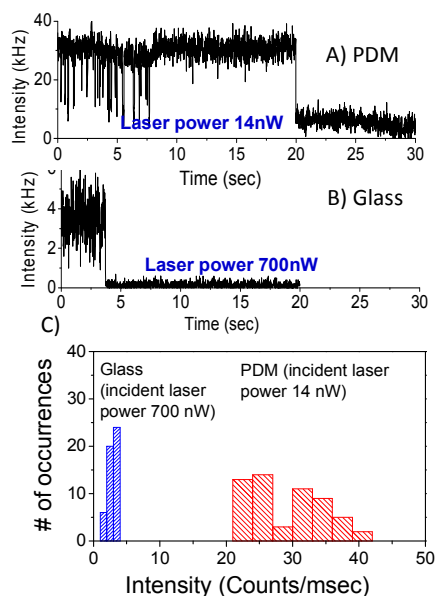 A) PDM
Intensity (kHz)
40
20
0
Laser power 14nW
0 5 10 15 20 25 30
Time (sec)
B) Glass
Intensity (kHz)
4
2
0
Laser power 700nW
0 5 10 15 20 25 30
Time (sec)
C)
# of occurrences
40
30
20
10
0
Glass
(incident laser
power 700 nW)
PDM (incident laser
power 14 nW)
0 10 20 30 40 50
Intensity (Counts/msec)